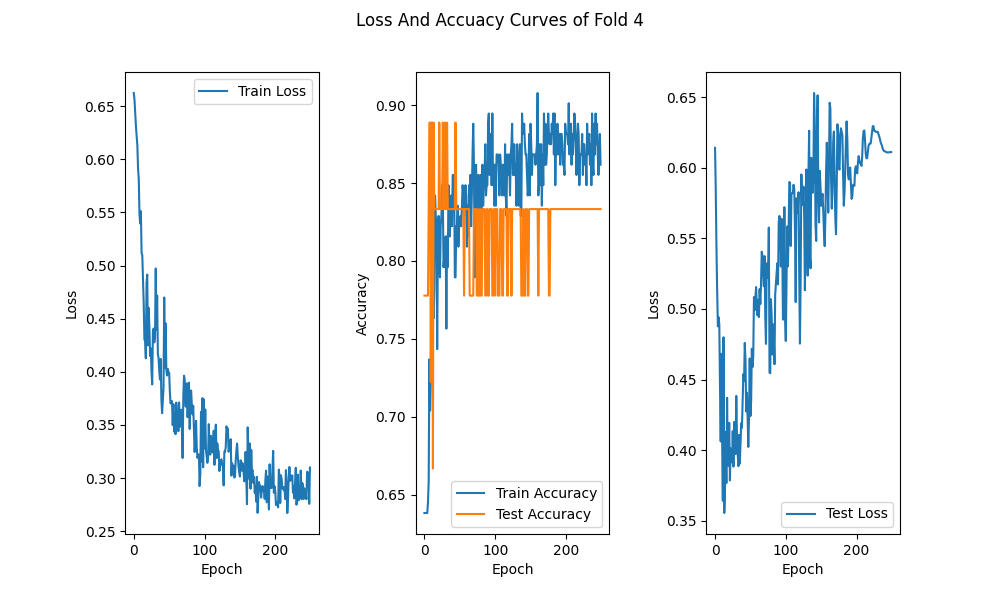 Loss And Accuacy Curves of Fold 4
0.65
0.60
0.55
0.50
0.45
0.40
0.35
0.30
0.25
Loss
0
100
200
Epoch
Train Loss
0.90
0.85
0.80
0.75
0.70
0.65
Accuracy
0
100
200
Epoch
Train Accuracy
Test Accuracy
0.65
0.60
0.55
0.50
0.45
0.40
0.35
Loss
0
100
200
Epoch
Test Loss